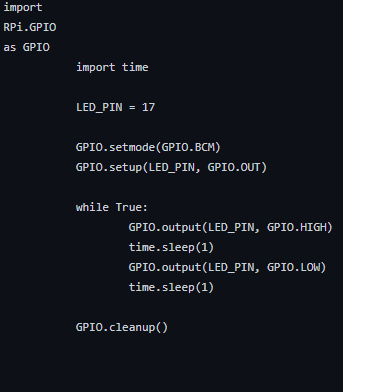 import
RPi.GPIO
as GPIO
import time
LED_PIN = 17
GPIO.setmode(GPIO.BCM)
GPIO.setup(LED_PIN, GPIO.OUT)
while True:
GPIO.output(LED_PIN, GPIO.HIGH)
time.sleep(1)
GPIO.output(LED_PIN, GPIO.LOW)
time.sleep(1)
GPIO.cleanup()